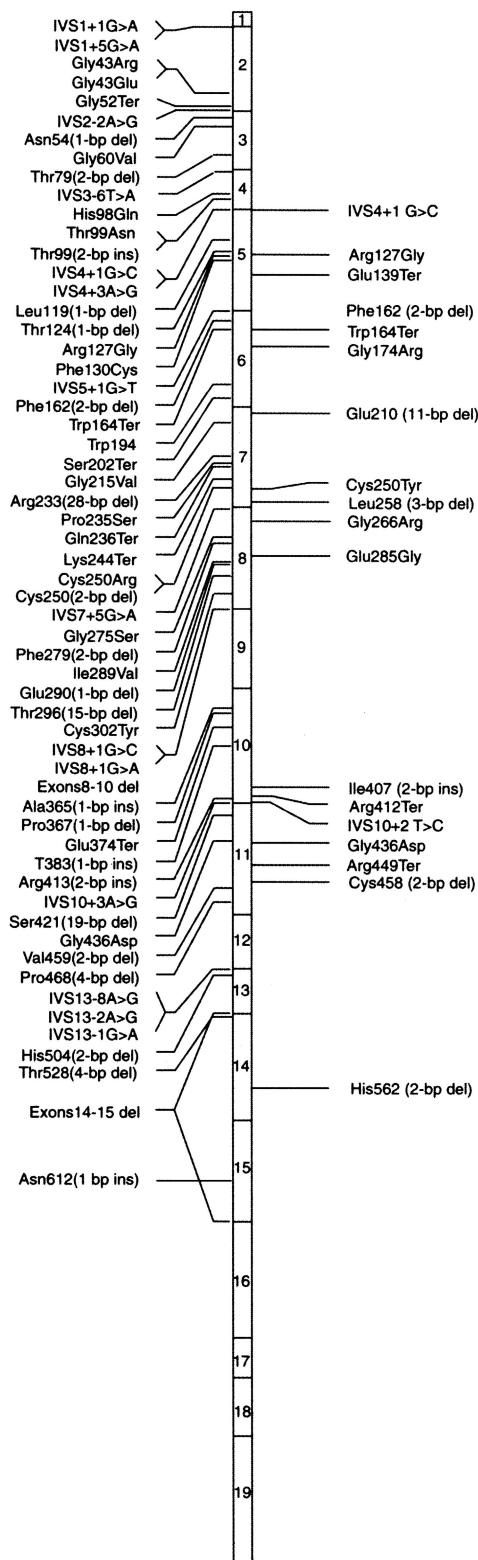 IVS1+1G>A
IVS1+5G>A
Gly43Arg
Gly43Glu
Gly52Ter
IVS2-2A>G
Asn54(1-bp del)
Gly60Val
Thr79(2-bp del)
IVS3-6T>A
His98Gln
Thr99Asn
Thr99(2-bp ins)
IVS4+1G>C
IVS4+3A>G
Leu119(1-bp del)
Thr124(1-bp del)
Arg127Gly
Phe130Cys
IVS5+1G>T
Phe162(2-bp del)
Trp164Ter
Trp194
Ser202Ter
Gly215Val
Arg233(28-bp del)
Pro235Ser
Gln236Ter
Lys244Ter
Cys250Arg
Cys250(2-bp del)
IVS7+5G>A
Gly275Ser
Phe279(2-bp del)
Ile289Val
Glu290(1-bp del)
Thr296(15-bp del)
Cys302Tyr
IVS8+1G>C
IVS8+1G>A
Exons8-10 del
Ala365(1-bp ins)
Pro367(1-bp del)
Glu374Ter
T383(1-bp ins)
Arg413(2-bp ins)
IVS10+3A>G
Ser421(19-bp del)
Gly436Asp
Val459(2-bp del)
Pro468(4-bp del)
IVS13-8A>G
IVS13-2A>G
IVS13-1G>A
His504(2-bp del)
Thr528(4-bp del)
Exons14-15 del
Asn612(1 bp ins)
1
2
3
4
5
6
7
8
9
10
11
12
13
14
15
16
17
18
19
IVS4+1 G>C
Arg127Gly
Glu139Ter
Phe162 (2-bp del)
Trp164Ter
Gly174Arg
Glu210 (11-bp del)
Cys250Tyr
Leu258 (3-bp del)
Gly266Arg
Glu285Gly
Ile407 (2-bp ins)
Arg412Ter
IVS10+2 T>C
Gly436Asp
Arg449Ter
Cys458 (2-bp del)
His562 (2-bp del)